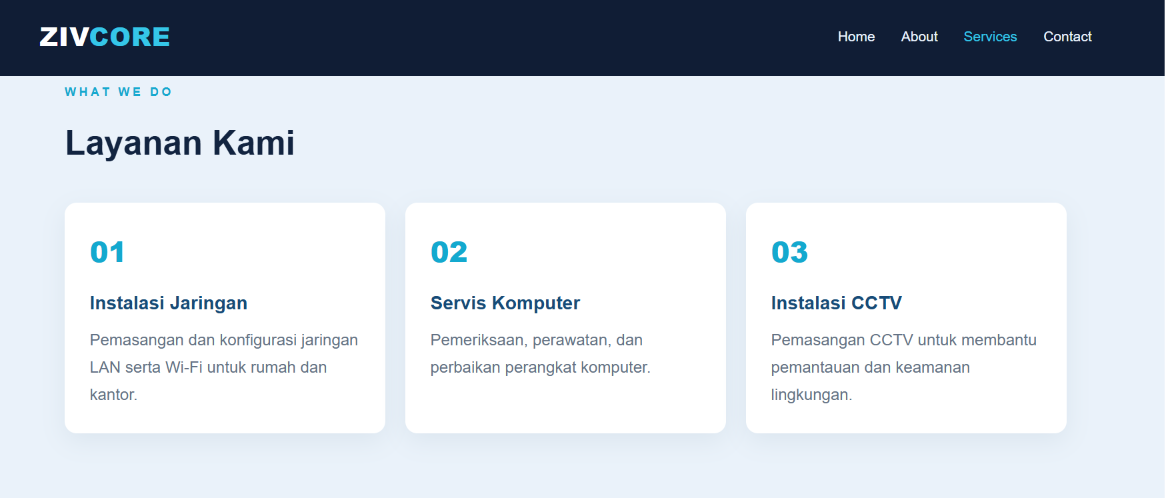 ZIVCORE
Home About Services Contact
WHAT WE DO
Layanan Kami
01
Instalasi Jaringan
Pemasangan dan konfigurasi jaringan
LAN serta Wi-Fi untuk rumah dan
kantor.
02
Servis Komputer
Pemeriksaan, perawatan, dan
perbaikan perangkat komputer.
03
Instalasi CCTV
Pemasangan CCTV untuk membantu
pemantauan dan keamanan
lingkungan.